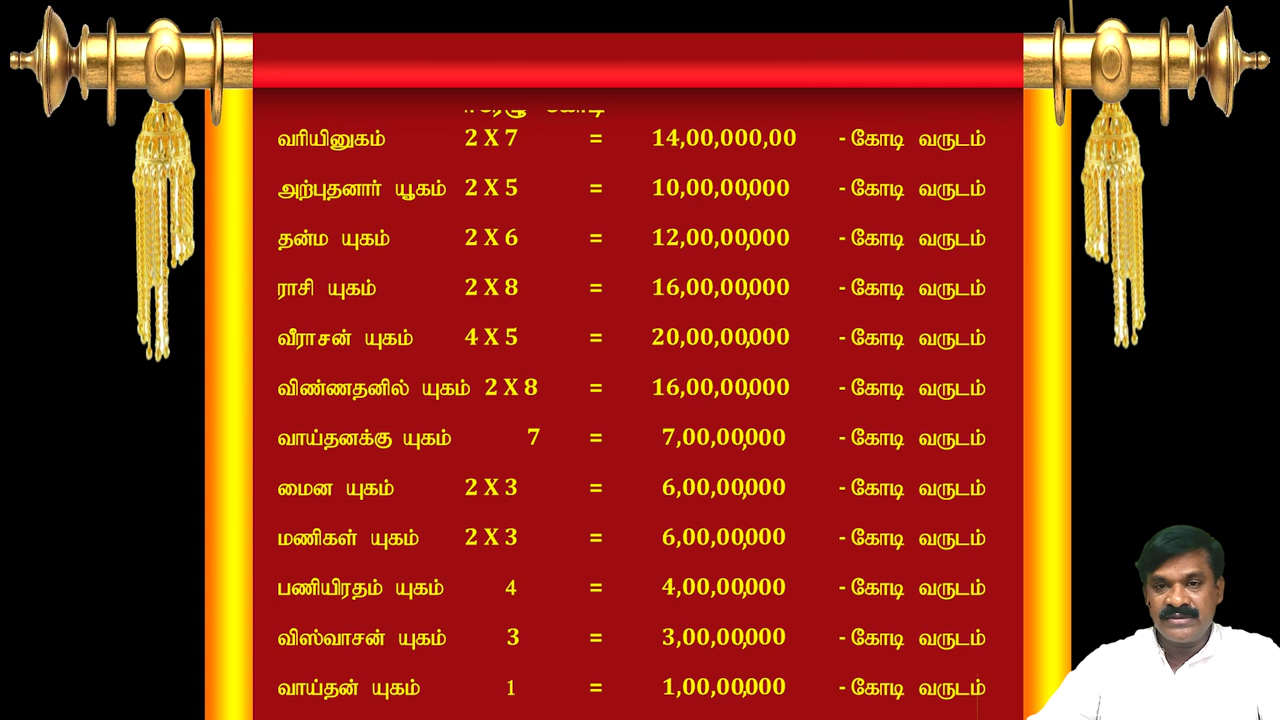 வரியினுகம் 2 X 7 = 14,00,000,00 - கோடி வருடம்
அற்புதனார் யூகம் 2 X 5 = 10,00,00,000 - கோடி வருடம்
தன்ம யுகம் 2 X 6 = 12,00,00,000 - கோடி வருடம்
ராசி யுகம் 2 X 8 = 16,00,00,000 - கோடி வருடம்
வீராசன் யுகம் 4 X 5 = 20,00,00,000 - கோடி வருடம்
விண்ணதனில் யுகம் 2 X 8 = 16,00,00,000 - கோடி வருடம்
வாய்தனக்கு யுகம் 7 = 7,00,00,000 - கோடி வருடம்
மைன யுகம் 2 X 3 = 6,00,00,000 - கோடி வருடம்
மணிகள் யுகம் 2 X 3 = 6,00,00,000 - கோடி வருடம்
பணியிரதம் யுகம் 4 = 4,00,00,000 - கோடி வருடம்
விஸ்வாசன் யுகம் 3 = 3,00,00,000 - கோடி வருடம்
வாய்தன் யுகம் 1 = 1,00,00,000 - கோடி வருடம்